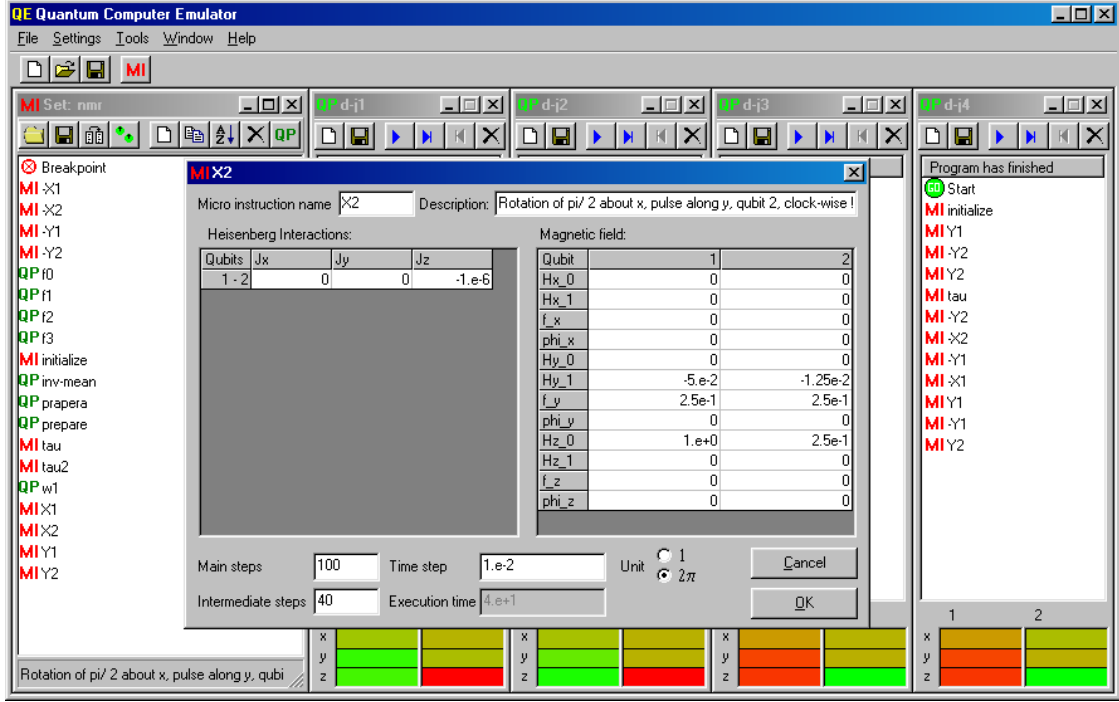 QE Quantum Computer Emulator
File Settings Tools Window Help
MI
MI Set: nmr
QP d-j1
QP d-j2
QP d-j3
QP d-j4
QP
Breakpoint
MI -X1
MI -X2
MI -Y1
MI -Y2
QP f0
QP f1
QP f2
QP f3
MI initialize
QP inv-mean
QP prapera
QP prepare
MI tau
MI tau2
QP w1
MI X1
MI X2
MI Y1
MI Y2
Rotation of pi/ 2 about x, pulse along y, qubi
MI X2
Micro instruction name X2 Description: Rotation of pi/ 2 about x, pulse along y, qubit 2, clock-wise !
Heisenberg Interactions:
Qubits Jx Jy Jz
1 - 2 0 0 -1.e-6
Magnetic field:
Qubit 1 2
Hx_0 0 0
Hx_1 0 0
f_x 0 0
phi_x 0 0
Hy_0 0 0
Hy_1 -5.e-2 -1.25e-2
f_y 2.5e-1 2.5e-1
phi_y 0 0
Hz_0 1.e+0 2.5e-1
Hz_1 0 0
f_z 0 0
phi_z 0 0
Main steps 100 Time step 1.e-2 Unit 1
2π
Intermediate steps 40 Execution time 4.e+1
Cancel
OK
Program has finished
GO Start
MI initialize
MI Y1
MI -Y2
MI Y2
MI tau
MI -Y2
MI -X2
MI -Y1
MI -X1
MI Y1
MI -Y1
MI Y2
1 2
x x x x
y y y y
z z z z